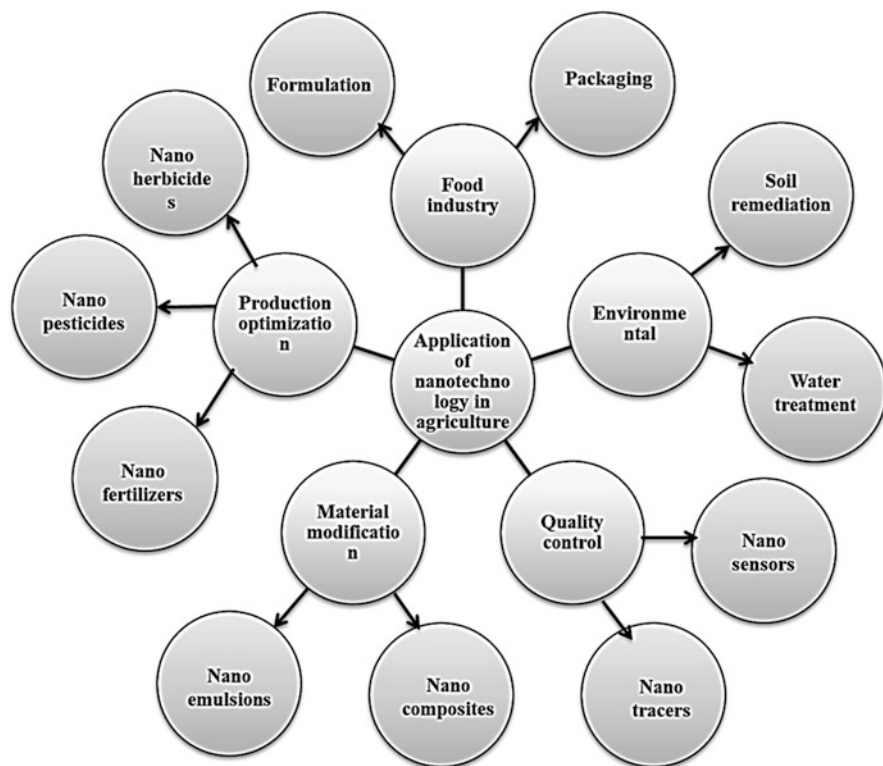 Formulation
Packaging
Nano
herbicide
s
Food
industry
Soil
remediation
Nano
pesticides
Production
optimizatio
n
Environme
ntal
Application
of
nanotechno
logy in
agriculture
Water
treatment
Nano
fertilizers
Material
modificatio
n
Quality
control
Nano
sensors
Nano
emulsions
Nano
composites
Nano
tracers